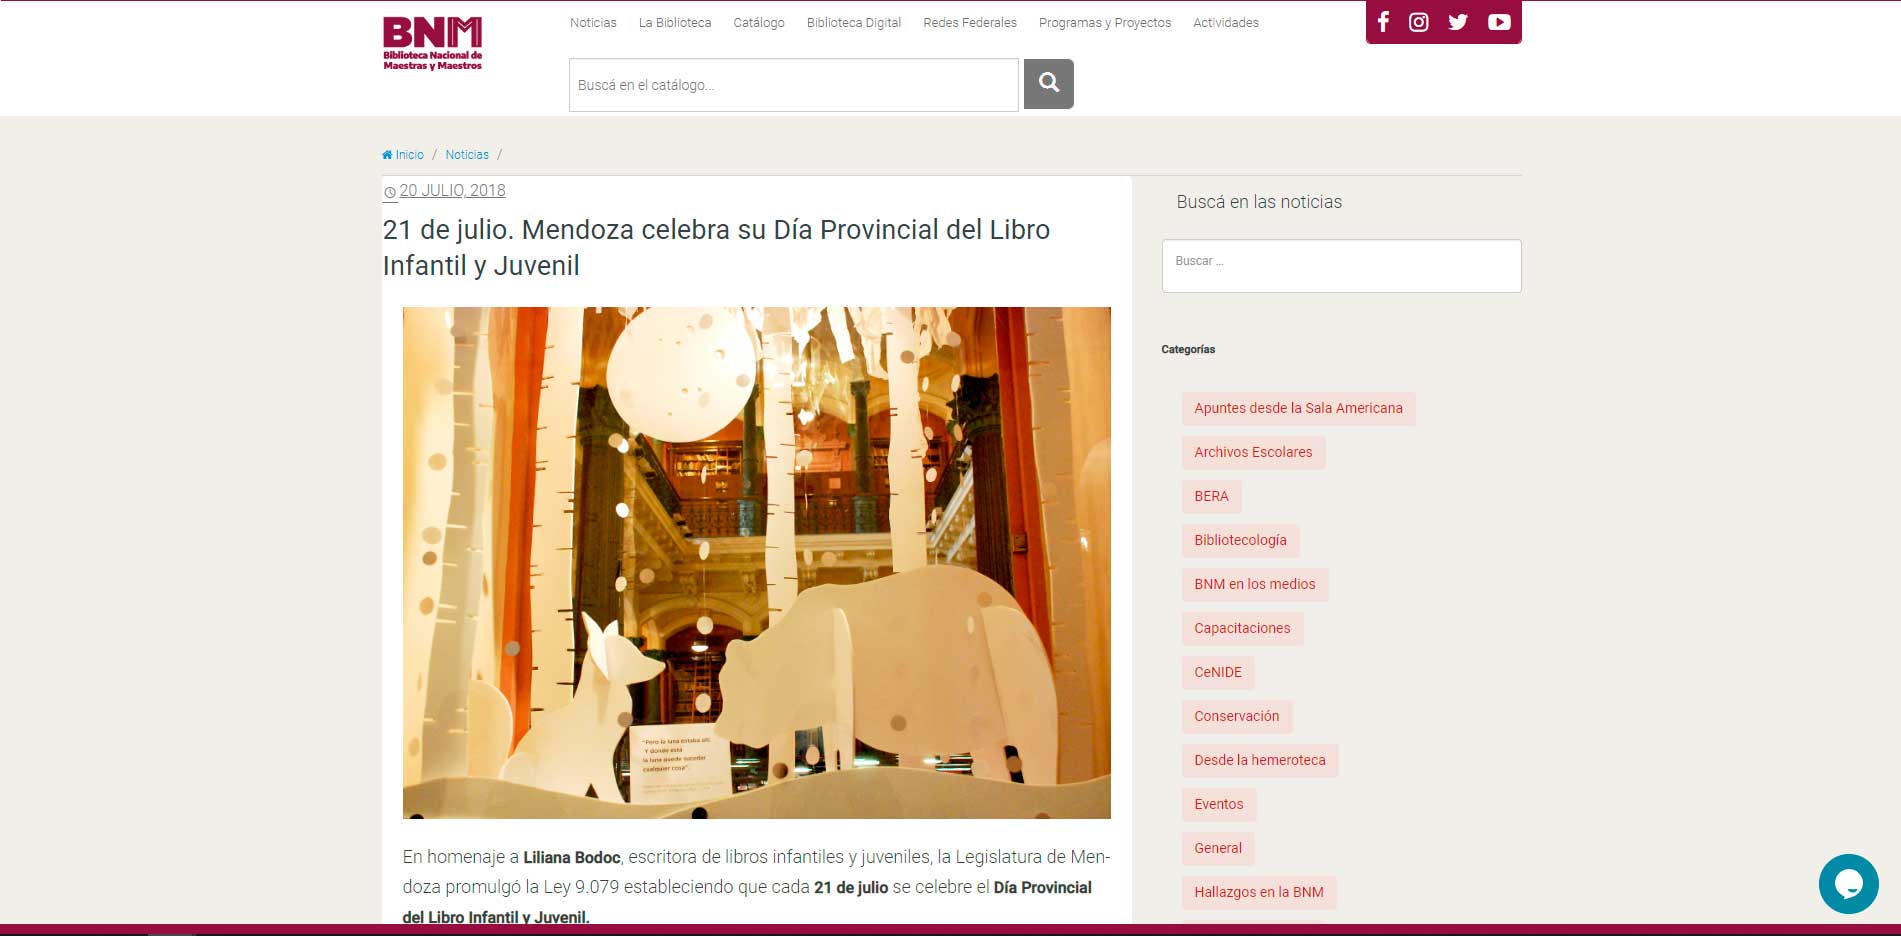 BNM
Biblioteca Nacional de
Maestras y Maestros
Noticias La Biblioteca Catálogo Biblioteca Digital Redes Federales Programas y Proyectos Actividades
Buscá en el catálogo...
Inicio / Noticias /
20 JULIO, 2018
21 de julio. Mendoza celebra su Día Provincial del Libro
Infantil y Juvenil
"Pero la luna estaba allí.
Y donde está
la luna puede suceder
cualquier cosa".
En homenaje a Liliana Bodoc, escritora de libros infantiles y juveniles, la Legislatura de Men-
doza promulgó la Ley 9.079 estableciendo que cada 21 de julio se celebre el Día Provincial
del Libro Infantil y Juvenil.
Buscá en las noticias
Buscar ...
Categorías
Apuntes desde la Sala Americana
Archivos Escolares
BERA
Bibliotecología
BNM en los medios
Capacitaciones
CeNIDE
Conservación
Desde la hemeroteca
Eventos
General
Hallazgos en la BNM